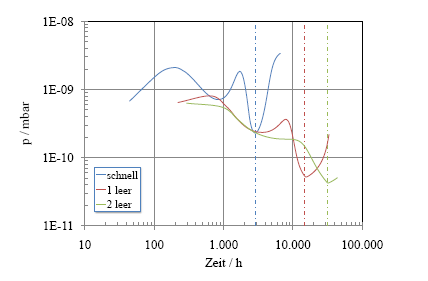 1E-08
1E-09
1E-10
1E-11
p / mbar
schnell
1 leer
2 leer
10 100 1.000 10.000 100.000
Zeit / h